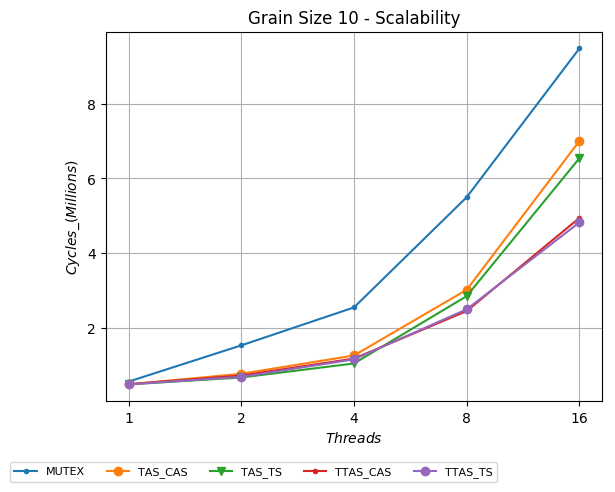 Grain Size 10 - Scalability
8
6
4
2
Cycles_(Millions)
1 2 4 8 16
Threads
MUTEX TAS_CAS TAS_TS TTAS_CAS TTAS_TS